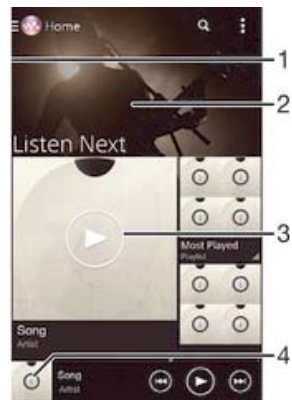 Home
1
2
Listen Next
3
Most Played
Playlist
Song
Artist
4
Song
Artist